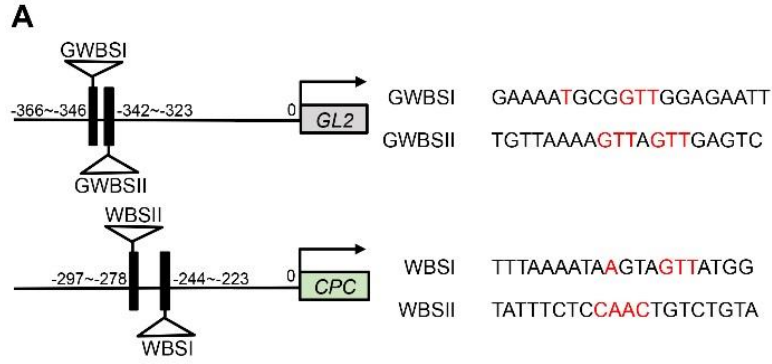 A
GWBSI
-366~-346 -342~-323 0 GL2
GWBSII
GWBSI GAAAATGCGGTTGGAGAATT
GWBSII TGTTAAAAGTTAGTTGAGTC
WBSII
-297~-278 -244~-223 0 CPC
WBSI
WBSI TTTAAAATAAGTAGTTATGG
WBSII TATTTCTCCAACTGTCTGTA